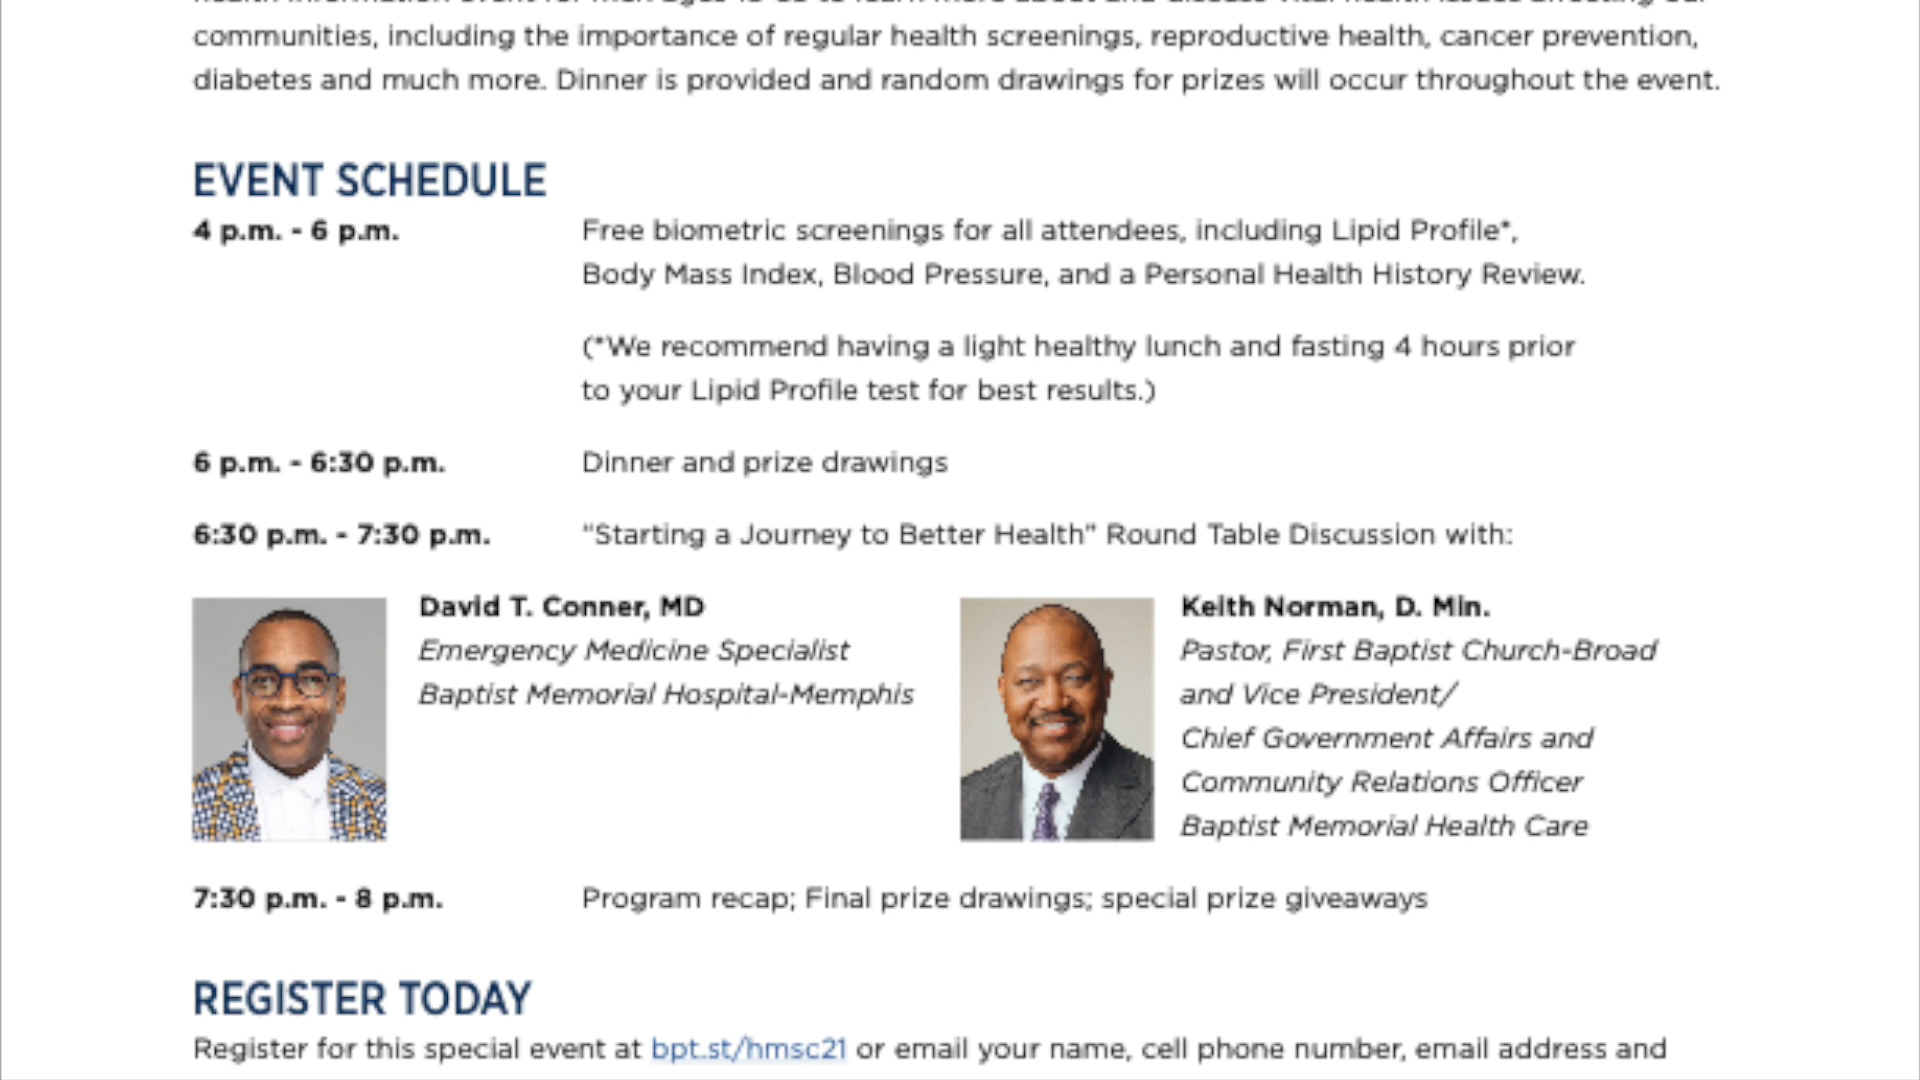 communities, including the importance of regular health screenings, reproductive health, cancer prevention,
diabetes and much more. Dinner is provided and random drawings for prizes will occur throughout the event.
EVENT SCHEDULE
4 p.m. - 6 p.m. Free biometric screenings for all attendees, including Lipid Profile*,
Body Mass Index, Blood Pressure, and a Personal Health History Review.
(*We recommend having a light healthy lunch and fasting 4 hours prior
to your Lipid Profile test for best results.)
6 p.m. - 6:30 p.m. Dinner and prize drawings
6:30 p.m. - 7:30 p.m. "Starting a Journey to Better Health" Round Table Discussion with:
David T. Conner, MD
Emergency Medicine Specialist
Baptist Memorial Hospital-Memphis
Keith Norman, D. Min.
Pastor, First Baptist Church-Broad
and Vice President/
Chief Government Affairs and
Community Relations Officer
Baptist Memorial Health Care
7:30 p.m. - 8 p.m. Program recap; Final prize drawings; special prize giveaways
REGISTER TODAY
Register for this special event at bpt.st/hmsc21 or email your name, cell phone number, email address and